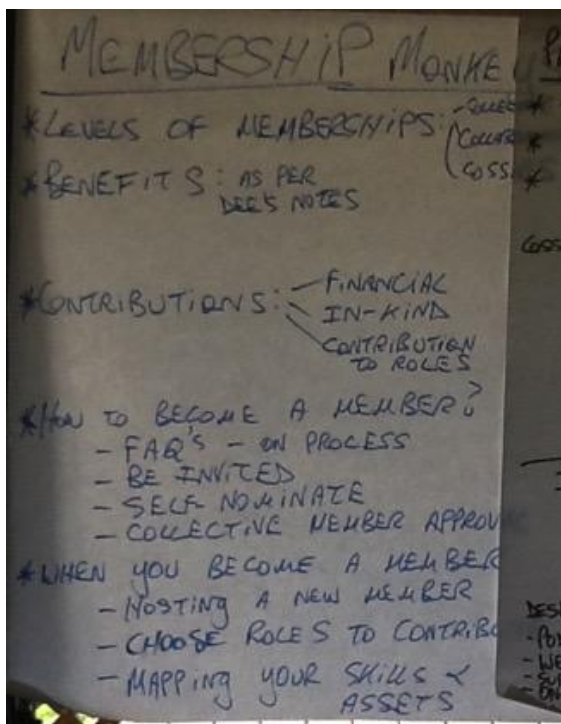 MEMBERSHIP MONKE
*LEVELS OF MEMBERSHIPS:
*BENEFITS: AS PER
DEE'S NOTES
*CONTRIBUTIONS: - FINANCIAL
- IN-KIND
- CONTRIBUTION
TO ROLES
*HOW TO BECOME A MEMBER?
- FAQ'S - ON PROCESS
- BE INVITED
- SELF NOMINATE
- COLLECTIVE MEMBER APPROV
*WHEN YOU BECOME A MEMBER
- HOSTING A NEW MEMBER
- CHOOSE ROLES TO CONTRIBU
- MAPPING YOUR SKILLS &
ASSETS